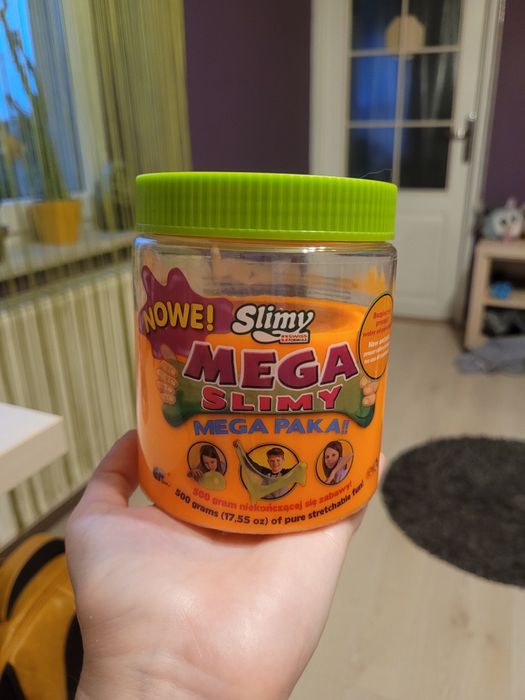 NOWE!
Slimy
MEGA
SLIMY
MEGA PAKA!!
500 gram niekończącej się zabawy!
500 grams (17,55 oz) of pure stretchable fun!